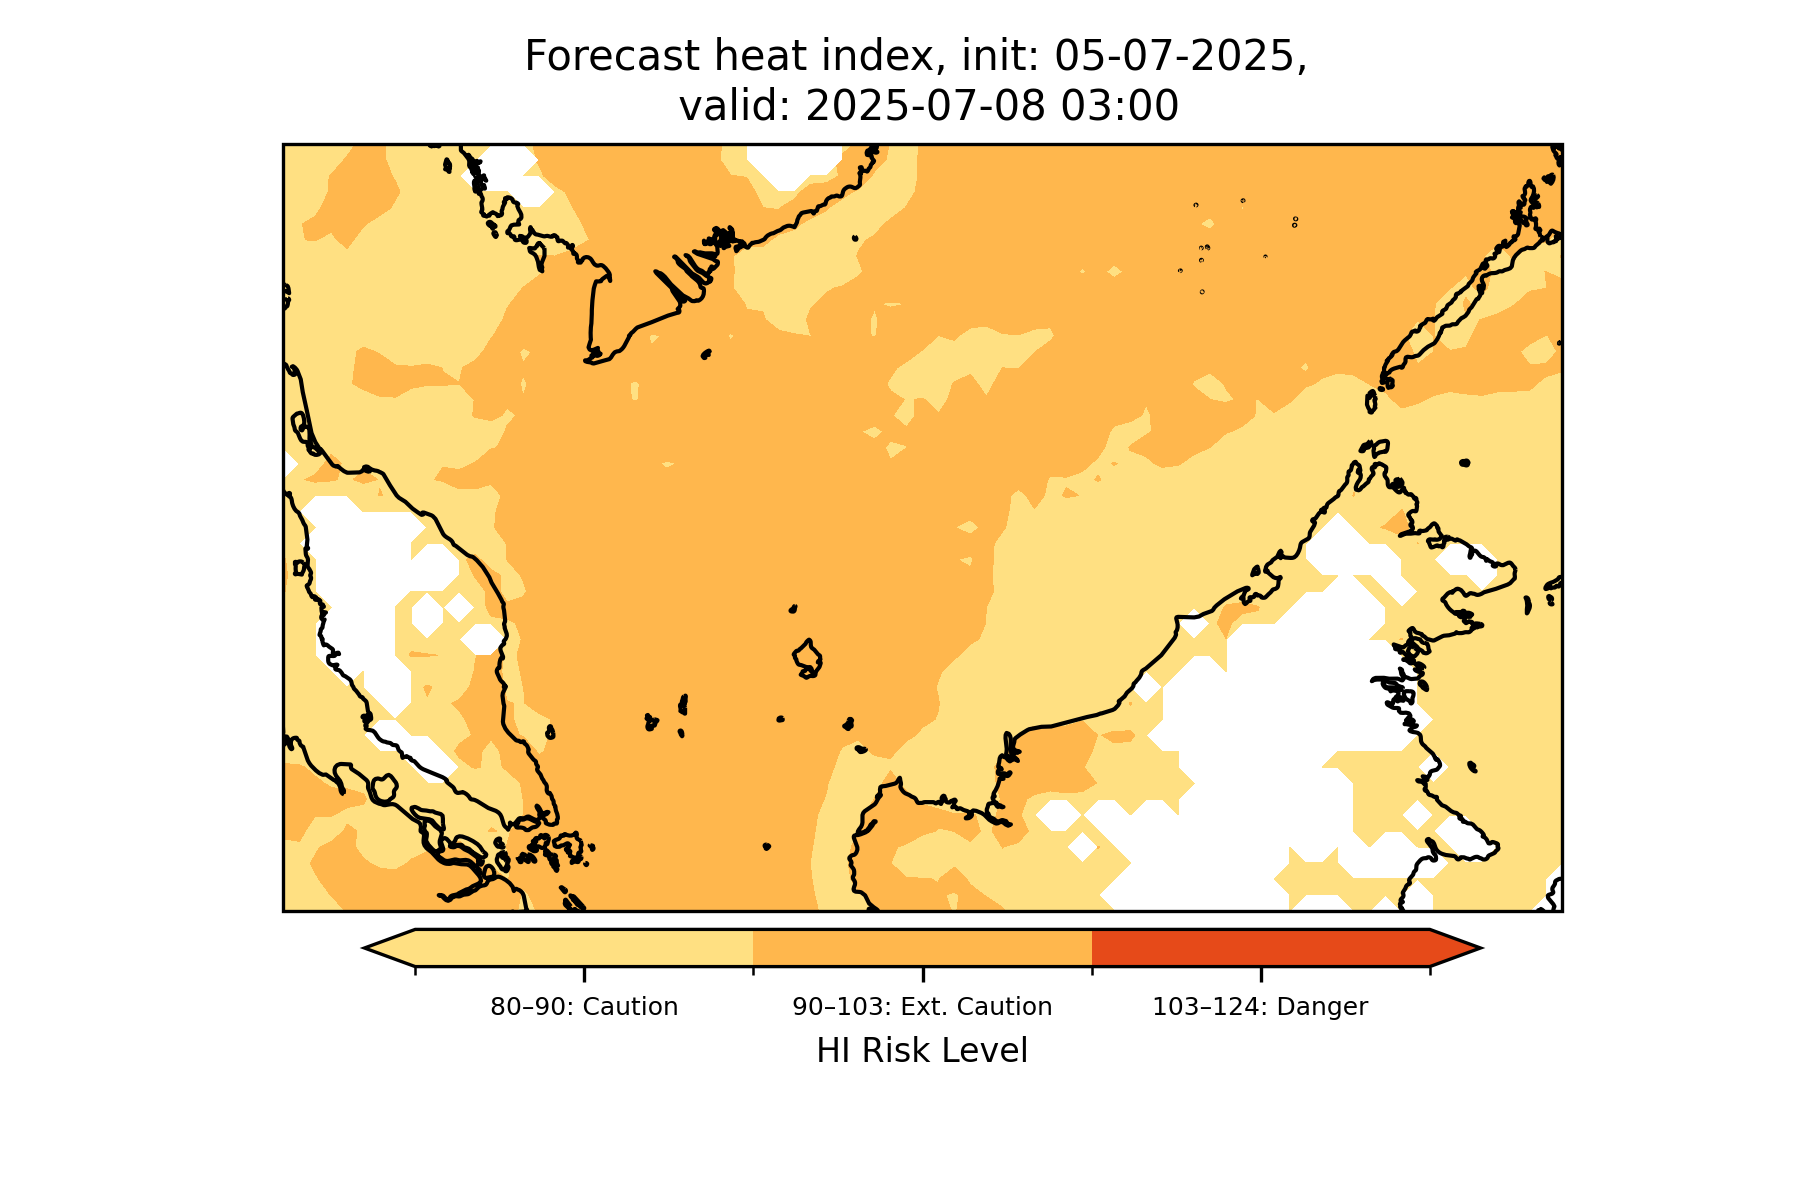 Forecast heat index, init: 05-07-2025,
valid: 2025-07-08 03:00
80–90: Caution
90–103: Ext. Caution
103–124: Danger
HI Risk Level